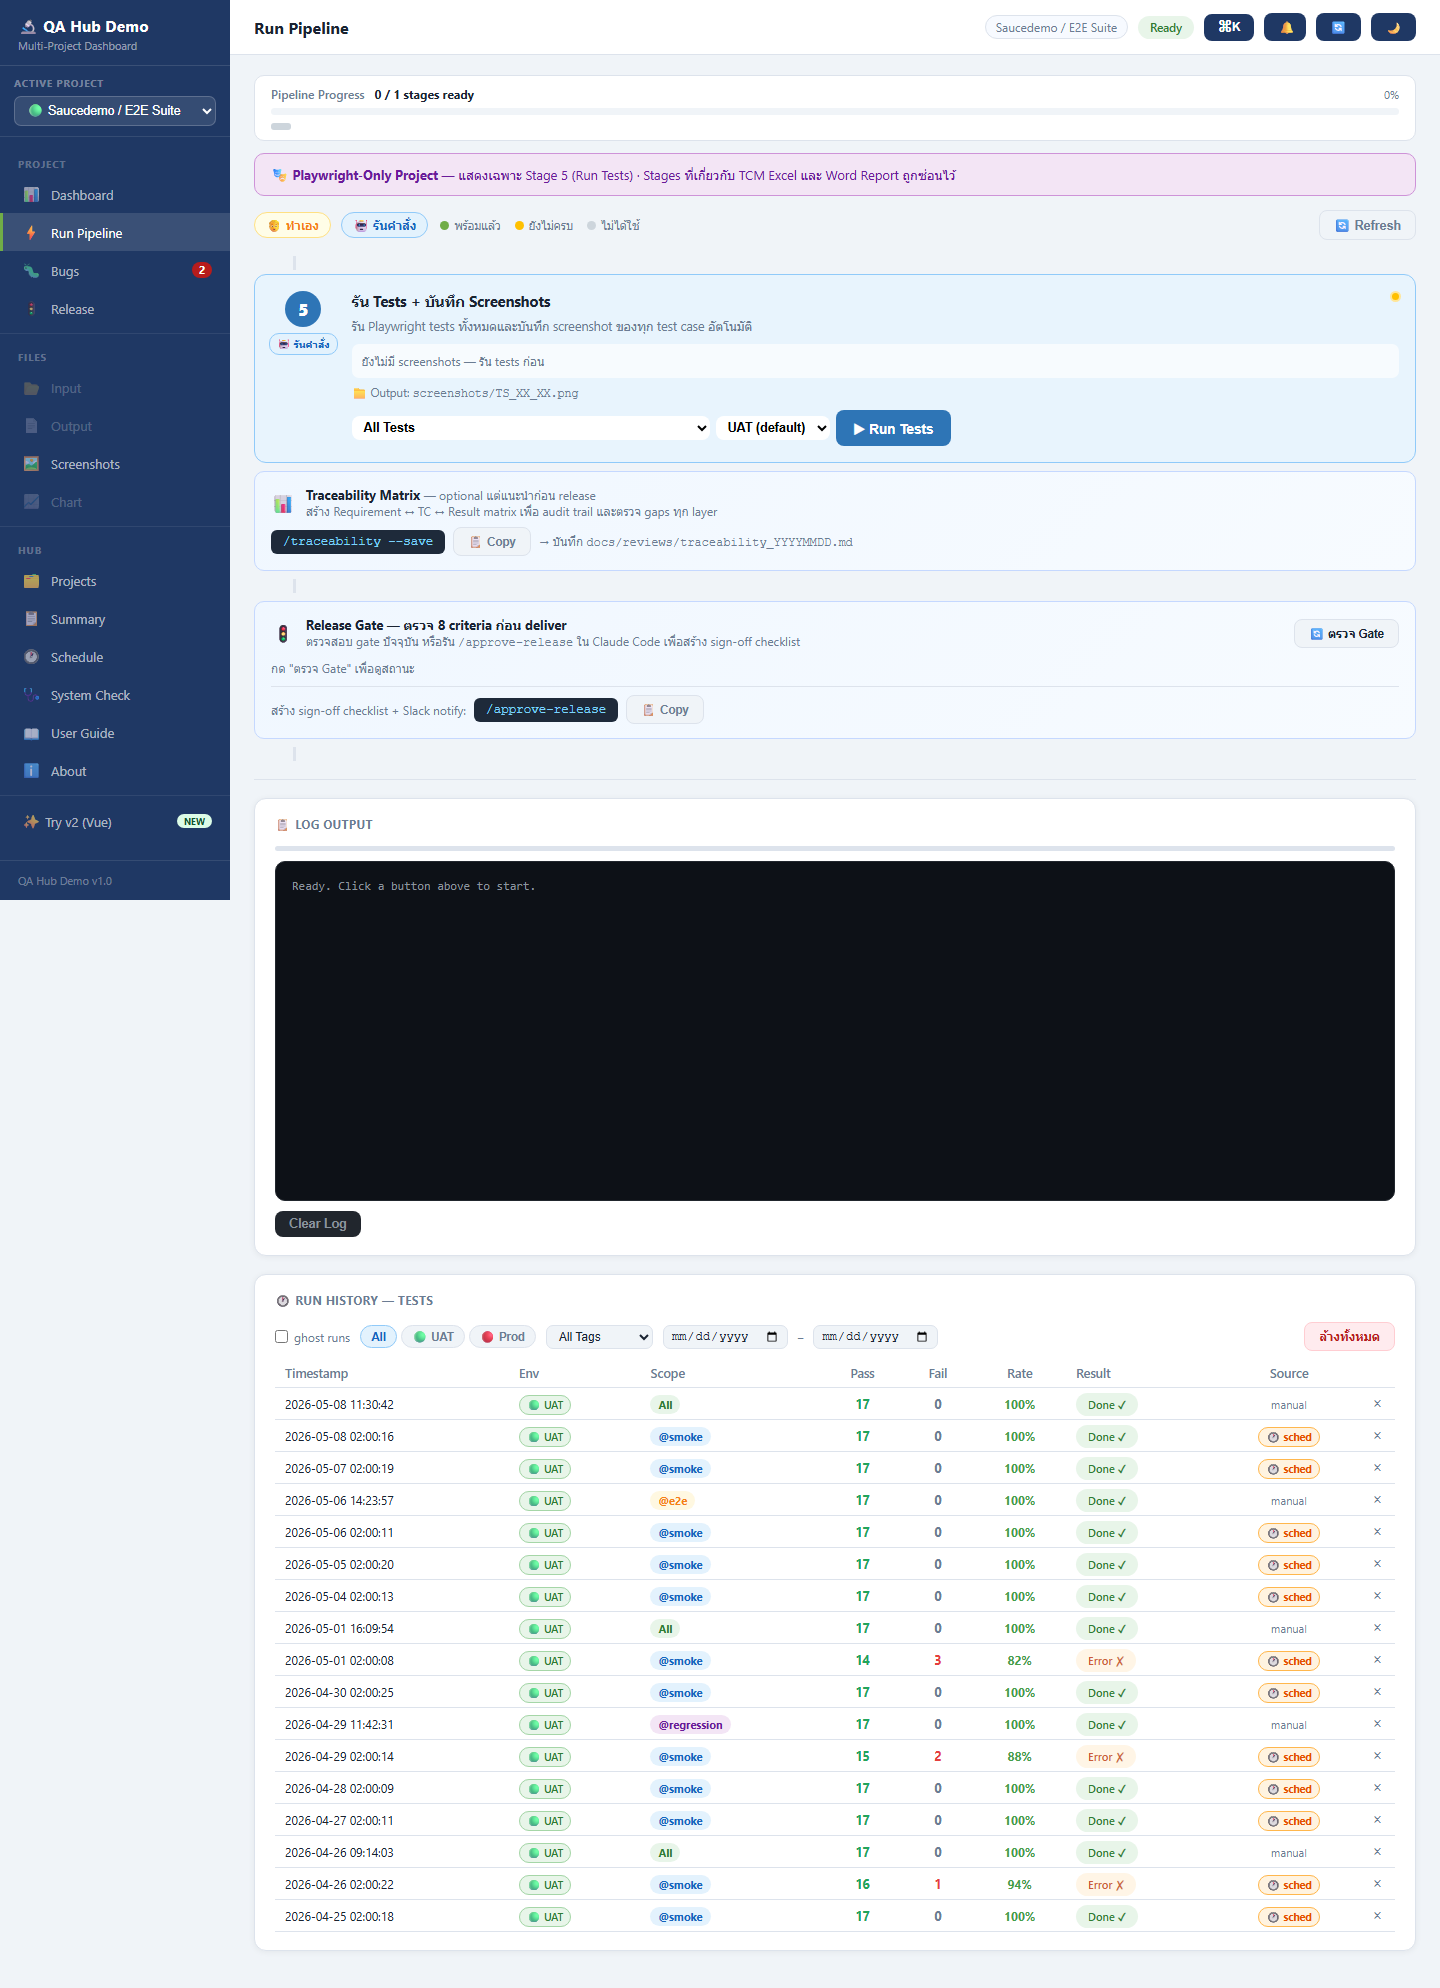 QA Hub Demo
Multi-Project Dashboard
ACTIVE PROJECT
Saucedemo / E2E Suite
PROJECT
Dashboard
Run Pipeline
Bugs 2
Release
FILES
Input
Output
Screenshots
Chart
HUB
Projects
Summary
Schedule
System Check
User Guide
About
Try v2 (Vue) NEW
QA Hub Demo v1.0
Run Pipeline
Saucedemo / E2E Suite Ready ⌘K
Pipeline Progress 0 / 1 stages ready 0%
Playwright-Only Project — แสดงเฉพาะ Stage 5 (Run Tests) · Stages ที่เกี่ยวกับ TCM Excel และ Word Report ถูกซ่อนไว้
ทำเอง รันคำสั่ง พร้อมแล้ว ยังไม่ครบ ไม่ได้ใช้ Refresh
5 รัน Tests + บันทึก Screenshots
รันคำสั่ง
รัน Playwright tests ทั้งหมดและบันทึก screenshot ของทุก test case อัตโนมัติ
ยังไม่มี screenshots — รัน tests ก่อน
Output: screenshots/TS_XX_XX.png
All Tests UAT (default) ▶ Run Tests
Traceability Matrix — optional แต่แนะนำก่อน release
สร้าง Requirement ↔ TC ↔ Result matrix เพื่อ audit trail และตรวจ gaps ทุก layer
/traceability --save Copy → บันทึก docs/reviews/traceability_YYYYMMDD.md
Release Gate — ตรวจ 8 criteria ก่อน deliver
ตรวจสอบ gate ปัจจุบัน หรือรัน /approve-release ใน Claude Code เพื่อสร้าง sign-off checklist
ตรวจ Gate
กด "ตรวจ Gate" เพื่อดูสถานะ
สร้าง sign-off checklist + Slack notify: /approve-release Copy
LOG OUTPUT
Ready. Click a button above to start.
Clear Log
RUN HISTORY — TESTS
ghost runs All UAT Prod All Tags mm/dd/yyyy – mm/dd/yyyy ล้างทั้งหมด
Timestamp Env Scope Pass Fail Rate Result Source
2026-05-08 11:30:42 UAT All 17 0 100% Done ✓ manual ×
2026-05-08 02:00:16 UAT @smoke 17 0 100% Done ✓ sched ×
2026-05-07 02:00:19 UAT @smoke 17 0 100% Done ✓ sched ×
2026-05-06 14:23:57 UAT @e2e 17 0 100% Done ✓ manual ×
2026-05-06 02:00:11 UAT @smoke 17 0 100% Done ✓ sched ×
2026-05-05 02:00:20 UAT @smoke 17 0 100% Done ✓ sched ×
2026-05-04 02:00:13 UAT @smoke 17 0 100% Done ✓ sched ×
2026-05-01 16:09:54 UAT All 17 0 100% Done ✓ manual ×
2026-05-01 02:00:08 UAT @smoke 14 3 82% Error ✗ sched ×
2026-04-30 02:00:25 UAT @smoke 17 0 100% Done ✓ sched ×
2026-04-29 11:42:31 UAT @regression 17 0 100% Done ✓ manual ×
2026-04-29 02:00:14 UAT @smoke 15 2 88% Error ✗ sched ×
2026-04-28 02:00:09 UAT @smoke 17 0 100% Done ✓ sched ×
2026-04-27 02:00:11 UAT @smoke 17 0 100% Done ✓ sched ×
2026-04-26 09:14:03 UAT All 17 0 100% Done ✓ manual ×
2026-04-26 02:00:22 UAT @smoke 16 1 94% Error ✗ sched ×
2026-04-25 02:00:18 UAT @smoke 17 0 100% Done ✓ sched ×